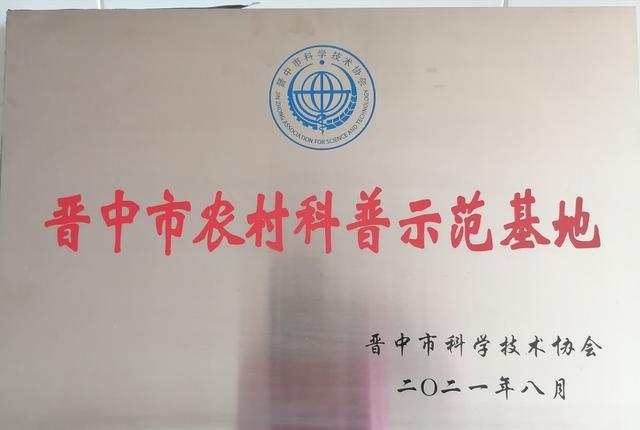 晋中市科学技术协会
JIN ZHONG ASSOCIATION FOR SCIENCE AND TECHNOLOGY
晋中市农村科普示范基地
晋中市科学技术协会
二〇二一年八月